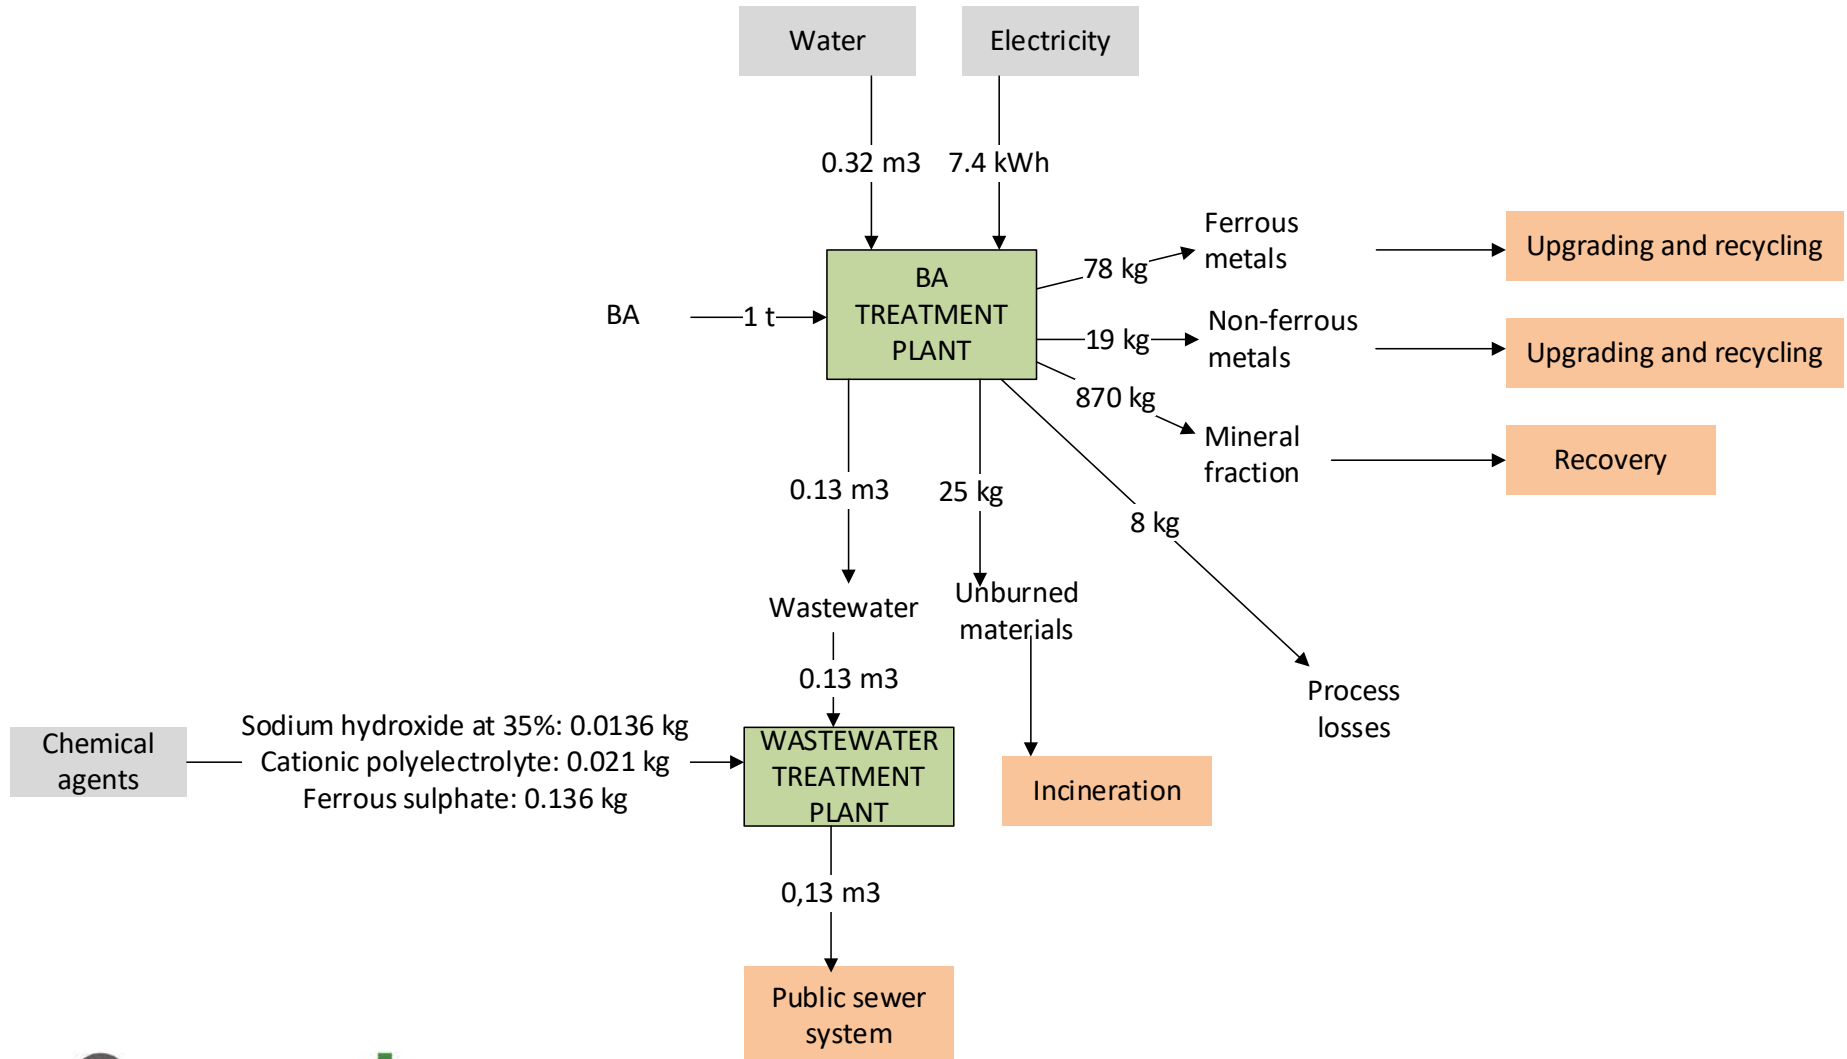 Water
Electricity
0.32 m3
7.4 kWh
Ferrous
metals
78 kg
Upgrading and recycling
BA
1 t
BA
TREATMENT
PLANT
19 kg
Non-ferrous
metals
Upgrading and recycling
870 kg
Mineral
fraction
Recovery
0.13 m3
25 kg
8 kg
Wastewater
Unburned
materials
0.13 m3
Process
losses
Chemical
agents
Sodium hydroxide at 35%: 0.0136 kg
Cationic polyelectrolyte: 0.021 kg
Ferrous sulphate: 0.136 kg
WASTEWATER
TREATMENT
PLANT
Incineration
0,13 m3
Public sewer
system